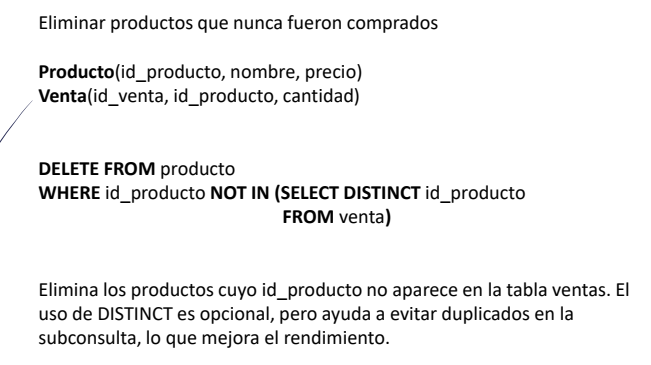 Eliminar productos que nunca fueron comprados
Producto(id_producto, nombre, precio)
Venta(id_venta, id_producto, cantidad)
DELETE FROM producto
WHERE id_producto NOT IN (SELECT DISTINCT id_producto
FROM venta)
Elimina los productos cuyo id_producto no aparece en la tabla ventas. El
uso de DISTINCT es opcional, pero ayuda a evitar duplicados en la
subconsulta, lo que mejora el rendimiento.